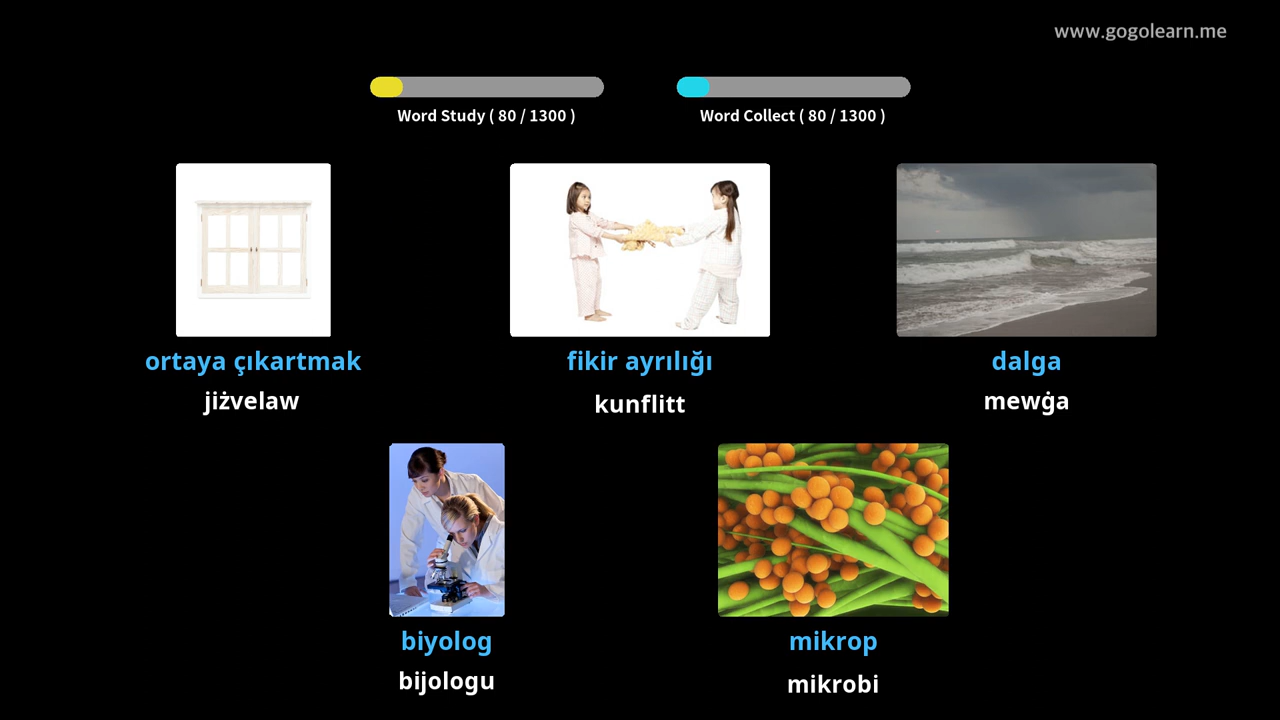 www.gogolearn.me
Word Study ( 80 / 1300 )
Word Collect ( 80 / 1300 )
ortaya çıkartmak
jiżvelaw
fikir ayrılığı
kunflitt
dalga
mewġa
biyolog
bijologu
mikrop
mikrobi